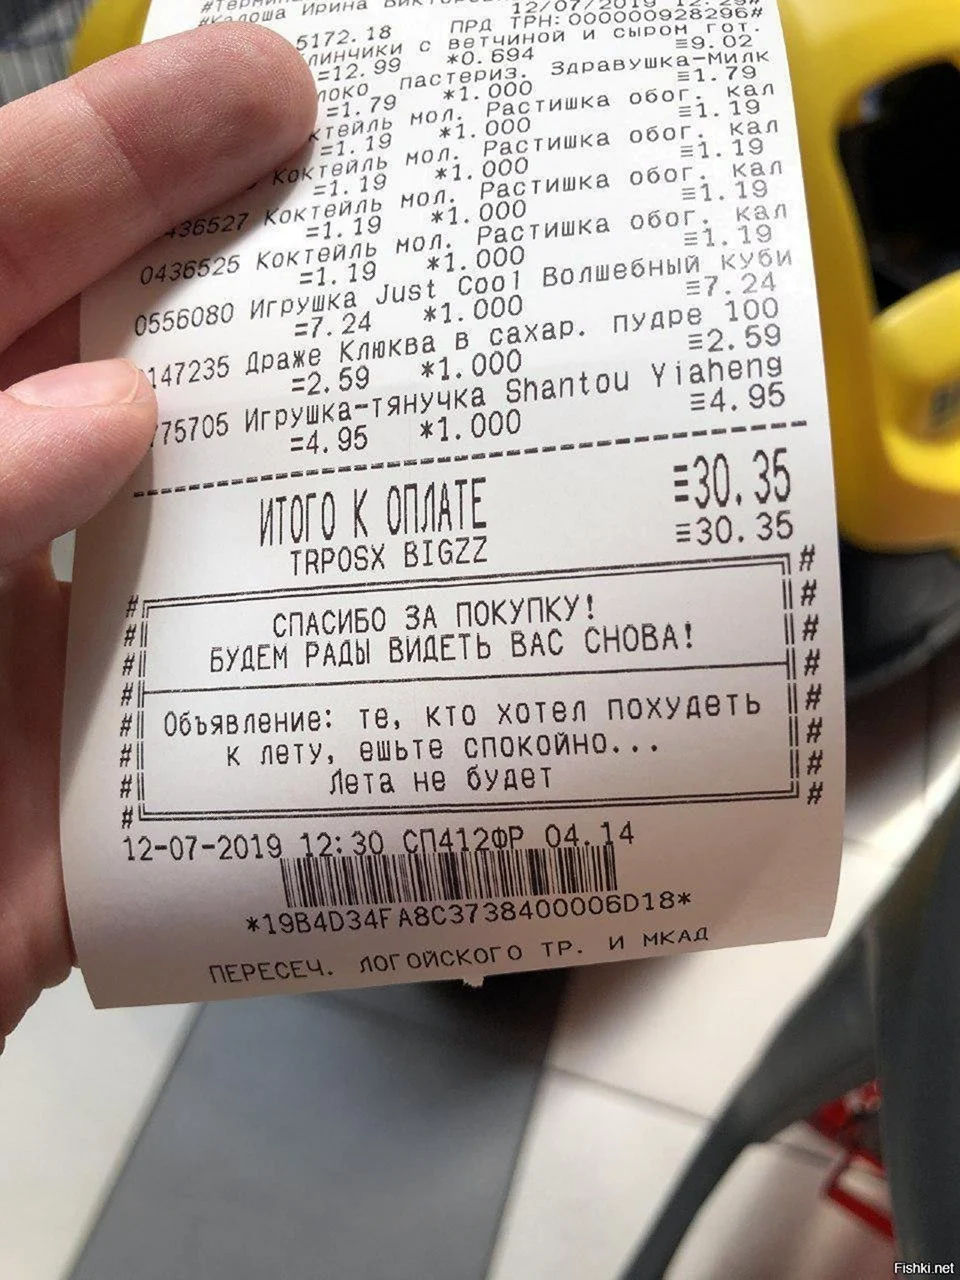 #Калоша Ирина
12/07/2019 12:29#
5172.18 ПРД ТРН:000000928296#
линчики с ветчиной и сыром гот.
=12.99 *0.694 ≡9.02
локо пастериз. Здравушка-Милк
=1.79 *1.000 ≡1.79
ктейль мол. Растишка обог. кал
=1.19 *1.000 ≡1.19
Коктейль мол. Растишка обог. кал
=1.19 *1.000 ≡1.19
436527 Коктейль мол. Растишка обог. кал
=1.19 *1.000 ≡1.19
0436525 Коктейль мол. Растишка обог. кал
=1.19 *1.000 ≡1.19
0556080 Игрушка Just Cool Волшебный куби
=7.24 *1.000 ≡7.24
147235 Драже Клюква в сахар. пудре 100
=2.59 *1.000 ≡2.59
775705 Игрушка-тянучка Shantou Yiaheng
=4.95 *1.000 ≡4.95
ИТОГО К ОПЛАТЕ ≡30.35
TRPOSX BIGZZ ≡30.35
СПАСИБО ЗА ПОКУПКУ!
БУДЕМ РАДЫ ВИДЕТЬ ВАС СНОВА!
Объявление: те, кто хотел похудеть
к лету, ешьте спокойно...
Лета не будет
12-07-2019 12:30 СП412ФР 04.14
*19B4D34FA8C3738400006D18*
ПЕРЕСЕЧ. ЛОГОЙСКОГО ТР. И МКАД
Fishki.net